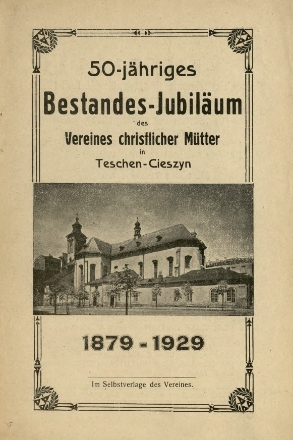 50-jähriges
Bestandes-Jubiläum
des
Vereines christlicher Mütter
in
Teschen-Cieszyn
1879 - 1929
Im Selbstverlage des Vereines.